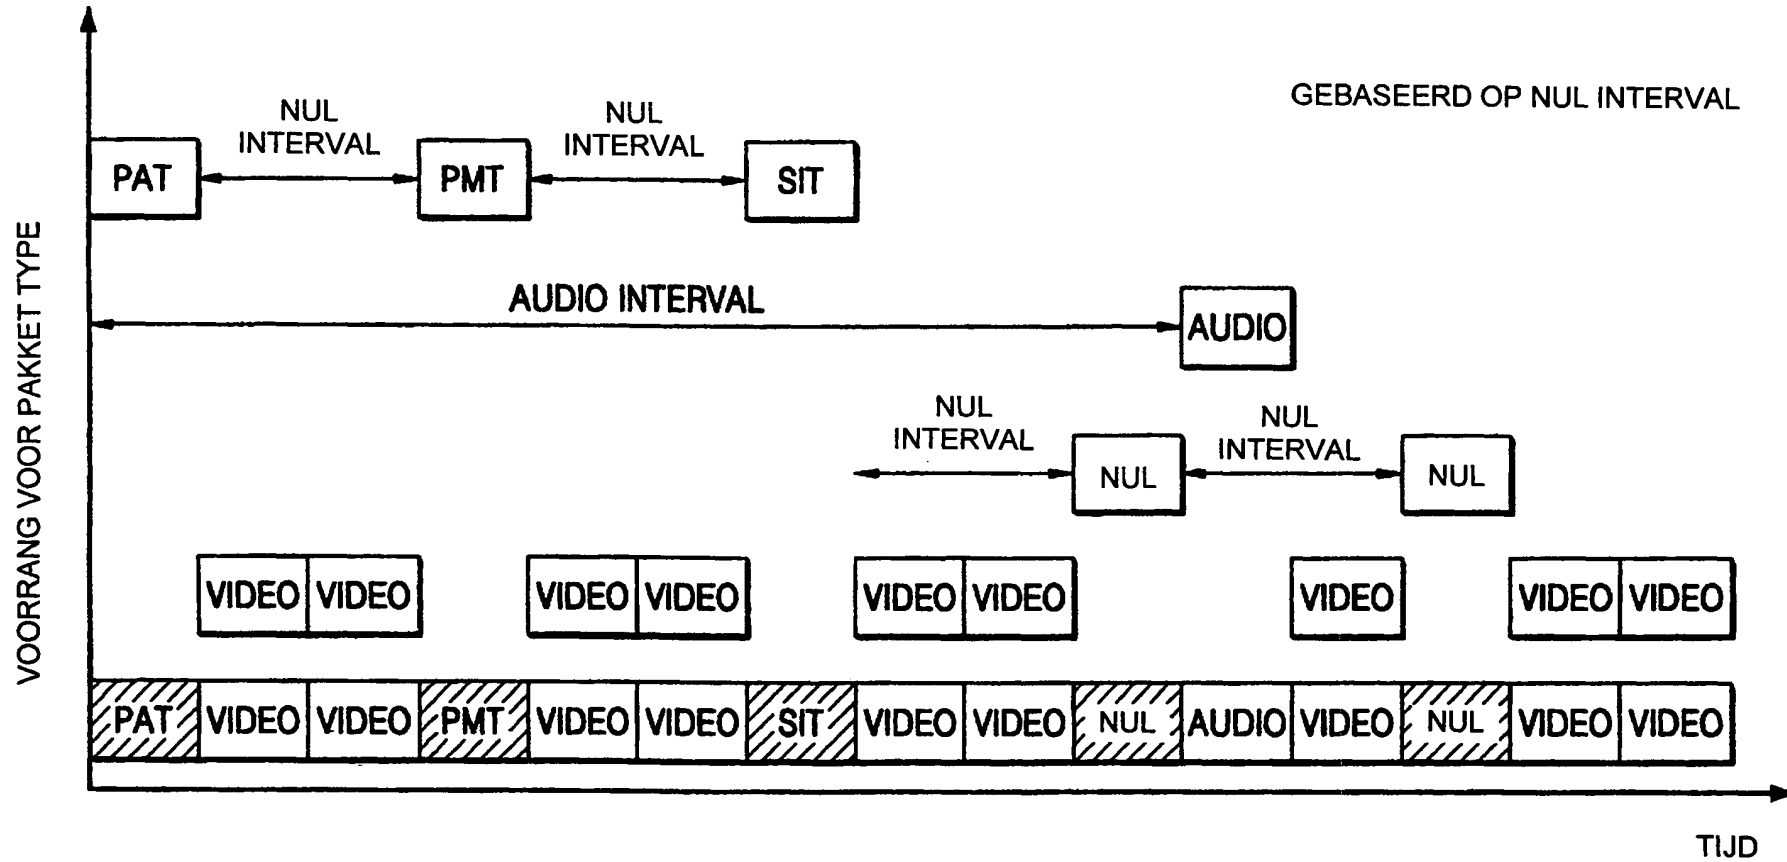 GEBASEERD OP NUL INTERVAL
NUL
INTERVAL
NUL
INTERVAL
PAT
PMT
SIT
AUDIO INTERVAL
AUDIO
NUL
INTERVAL
NUL
INTERVAL
NUL
NUL
VIDEO VIDEO VIDEO VIDEO VIDEO VIDEO VIDEO VIDEO VIDEO
PAT VIDEO VIDEO PMT VIDEO VIDEO SIT VIDEO VIDEO NUL AUDIO VIDEO NUL VIDEO VIDEO
VOORRANG VOOR PAKKET TYPE
TIJD